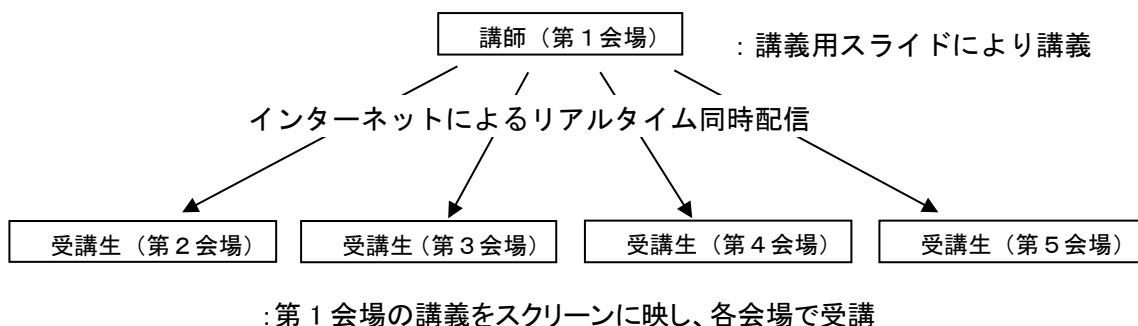 講師（第１会場）
：講義用スライドにより講義
インターネットによるリアルタイム同時配信
受講生（第２会場）
受講生（第３会場）
受講生（第４会場）
受講生（第５会場）
：第１会場の講義をスクリーンに映し、各会場で受講